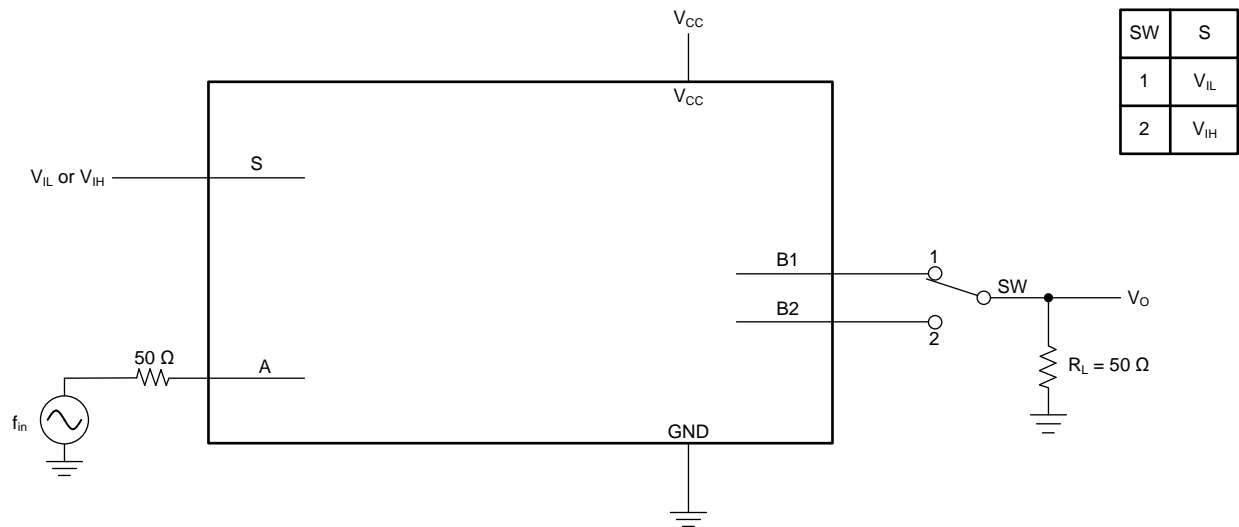 V_CC
SW S
V_CC
1 V_IL
2 V_IH
S
V_IL or V_IH
B1
1
SW
V_O
B2
2
50 Ω
A
R_L = 50 Ω
f_in
GND